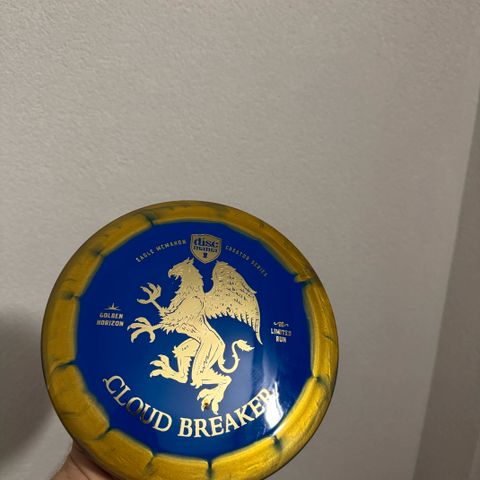 disc
mania
EAGLE MCMAHON CREATOR SERIES
GOLDEN
HORIZON
LIMITED
RUN
CLOUD BREAKER